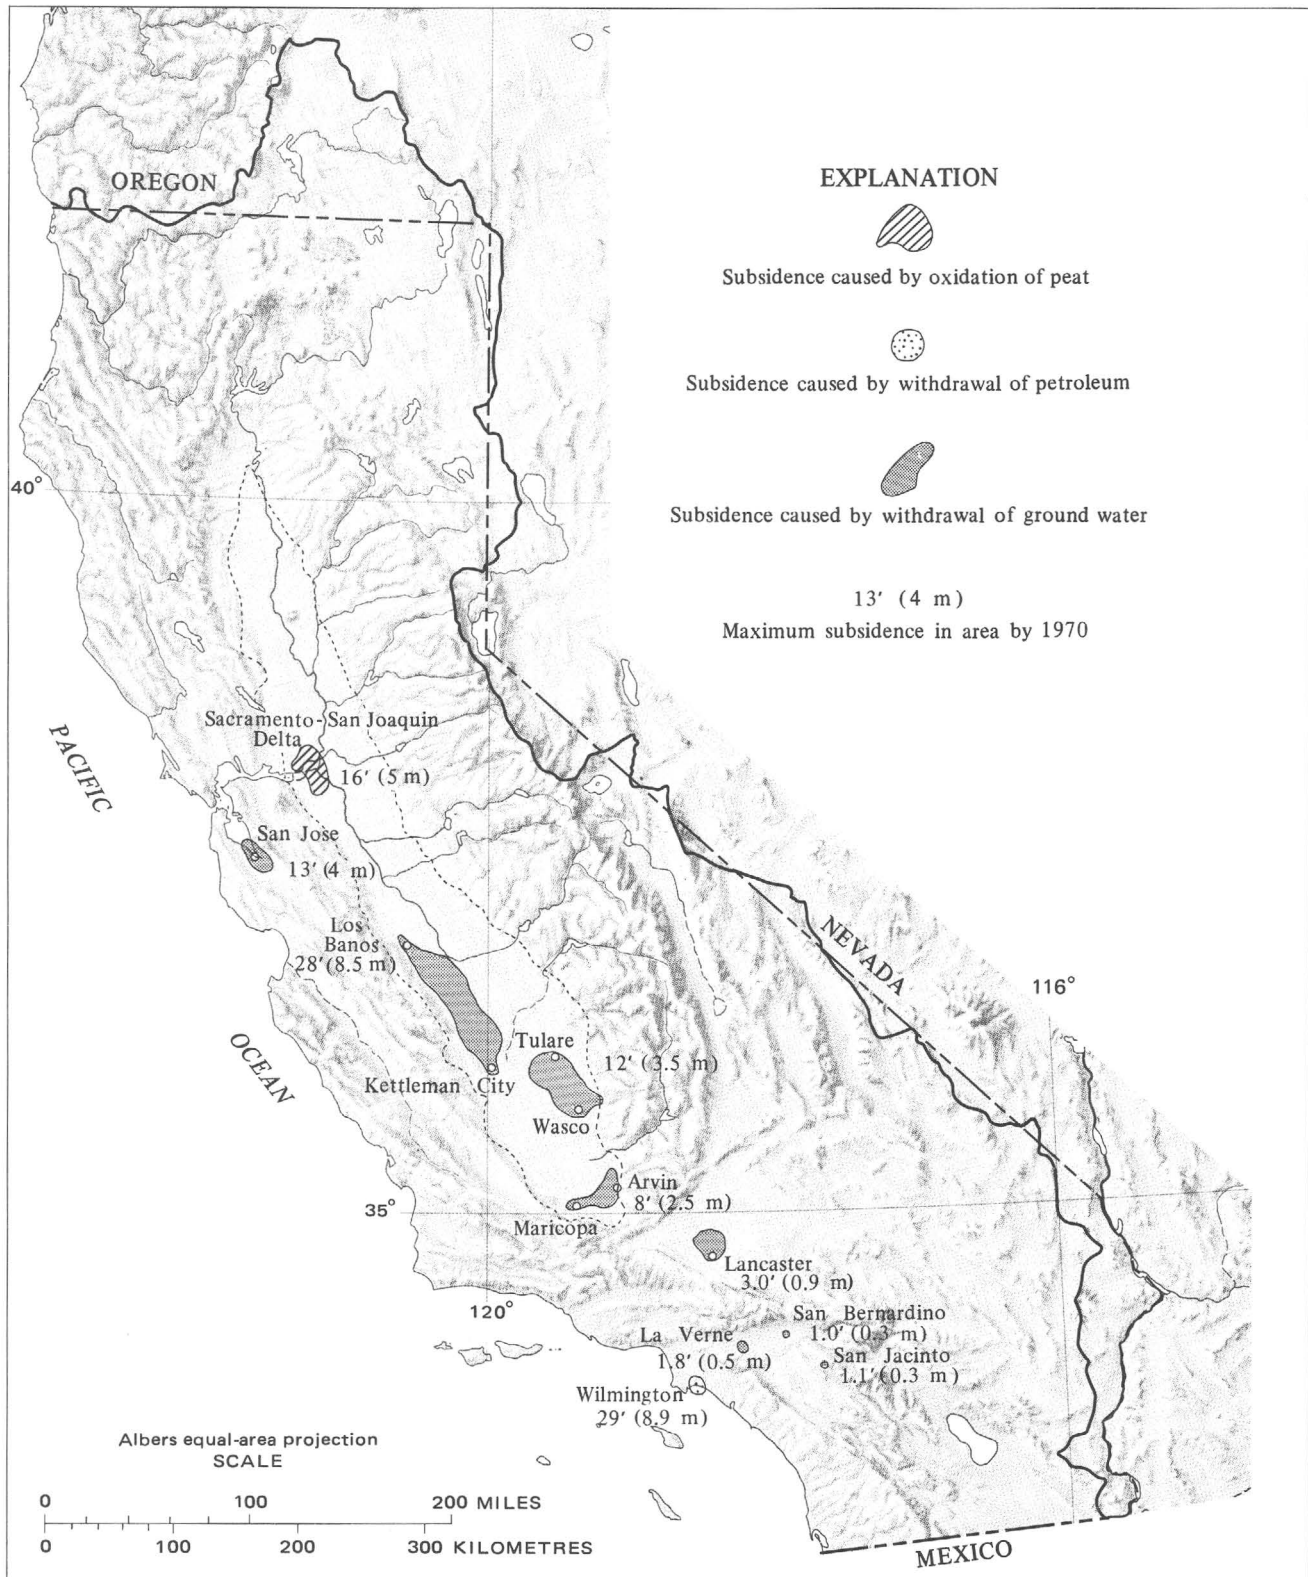 OREGON
EXPLANATION
Subsidence caused by oxidation of peat
Subsidence caused by withdrawal of petroleum
40°
Subsidence caused by withdrawal of ground water
13′ (4 m)
Maximum subsidence in area by 1970
PACIFIC
Sacramento-San Joaquin
Delta
16′ (5 m)
San Jose
13′ (4 m)
Los
Banos
28′ (8.5 m)
NEVADA
116°
OCEAN
Tulare
12′ (3.5 m)
Kettleman City
Wasco
Arvin
8′ (2.5 m)
35°
Maricopa
Lancaster
3.0′ (0.9 m)
120°
San Bernardino
1.0′ (0.3 m)
La Verne
1.8′ (0.5 m)
San Jacinto
1.1′ (0.3 m)
Wilmington
29′ (8.9 m)
Albers equal-area projection
SCALE
0 100 200 MILES
0 100 200 300 KILOMETRES
MEXICO